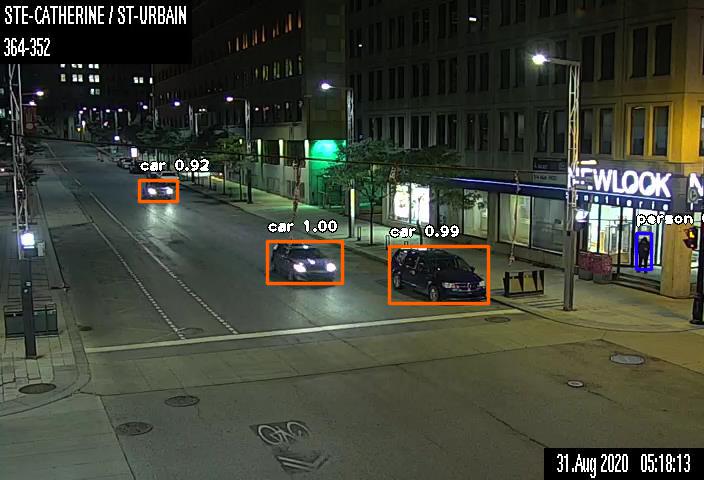 STE-CATHERINE / ST-URBAIN
364-352
car 0.92
car 1.00
car 0.99
NEWLOOK
person
31.Aug 2020 05:18:13